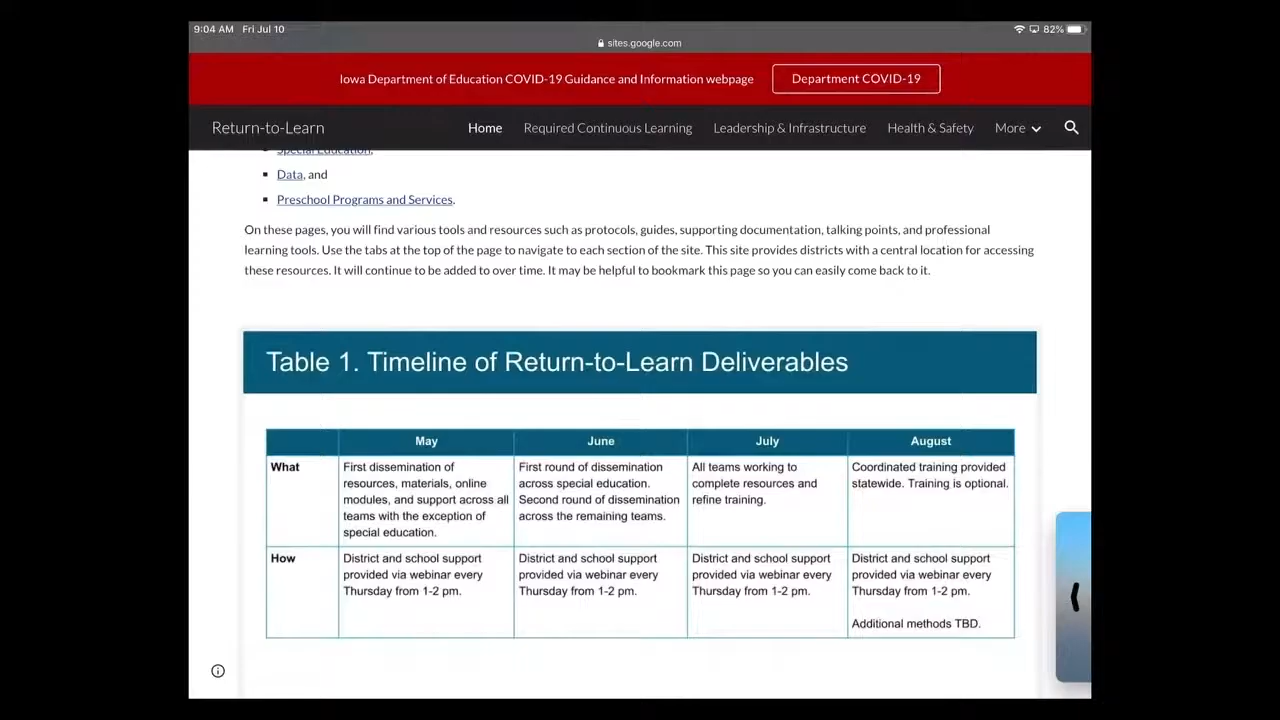 9:04 AM Fri Jul 10
82%
sites.google.com
Iowa Department of Education COVID-19 Guidance and Information webpage
Department COVID-19
Return-to-Learn
Home
Required Continuous Learning
Leadership & Infrastructure
Health & Safety
More
Special Education,
Data, and
Preschool Programs and Services.
On these pages, you will find various tools and resources such as protocols, guides, supporting documentation, talking points, and professional
learning tools. Use the tabs at the top of the page to navigate to each section of the site. This site provides districts with a central location for accessing
these resources. It will continue to be added to over time. It may be helpful to bookmark this page so you can easily come back to it.
Table 1. Timeline of Return-to-Learn Deliverables
May
June
July
August
What
First dissemination of
resources, materials, online
modules, and support across all
teams with the exception of
special education.
First round of dissemination
across special education.
Second round of dissemination
across the remaining teams.
All teams working to
complete resources and
refine training.
Coordinated training provided
statewide. Training is optional.
How
District and school support
provided via webinar every
Thursday from 1-2 pm.
District and school support
provided via webinar every
Thursday from 1-2 pm.
District and school support
provided via webinar every
Thursday from 1-2 pm.
District and school support
provided via webinar every
Thursday from 1-2 pm.
Additional methods TBD.